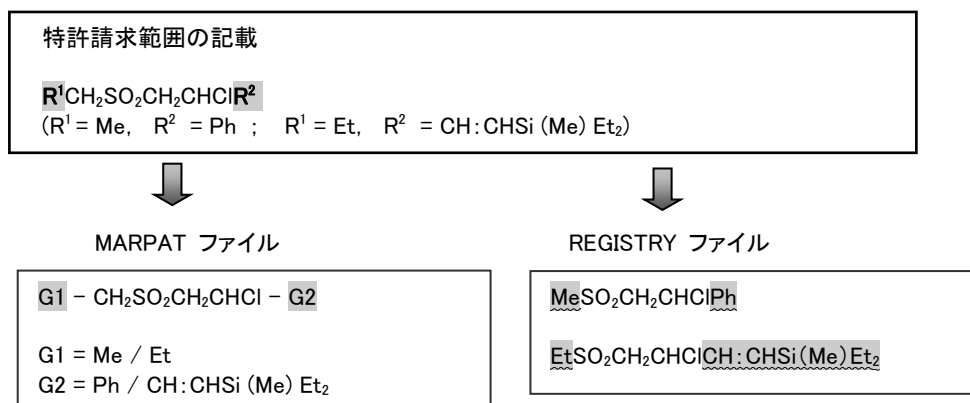 特許請求範囲の記載
R¹CH₂SO₂CH₂CHClR²
(R¹ = Me, R² = Ph ; R¹ = Et, R² = CH:CHSi (Me) Et₂)
MARPAT ファイル
REGISTRY ファイル
G1 − CH₂SO₂CH₂CHCl − G2
G1 = Me / Et
G2 = Ph / CH:CHSi (Me) Et₂
MeSO₂CH₂CHClPh
EtSO₂CH₂CHClCH:CHSi(Me)Et₂